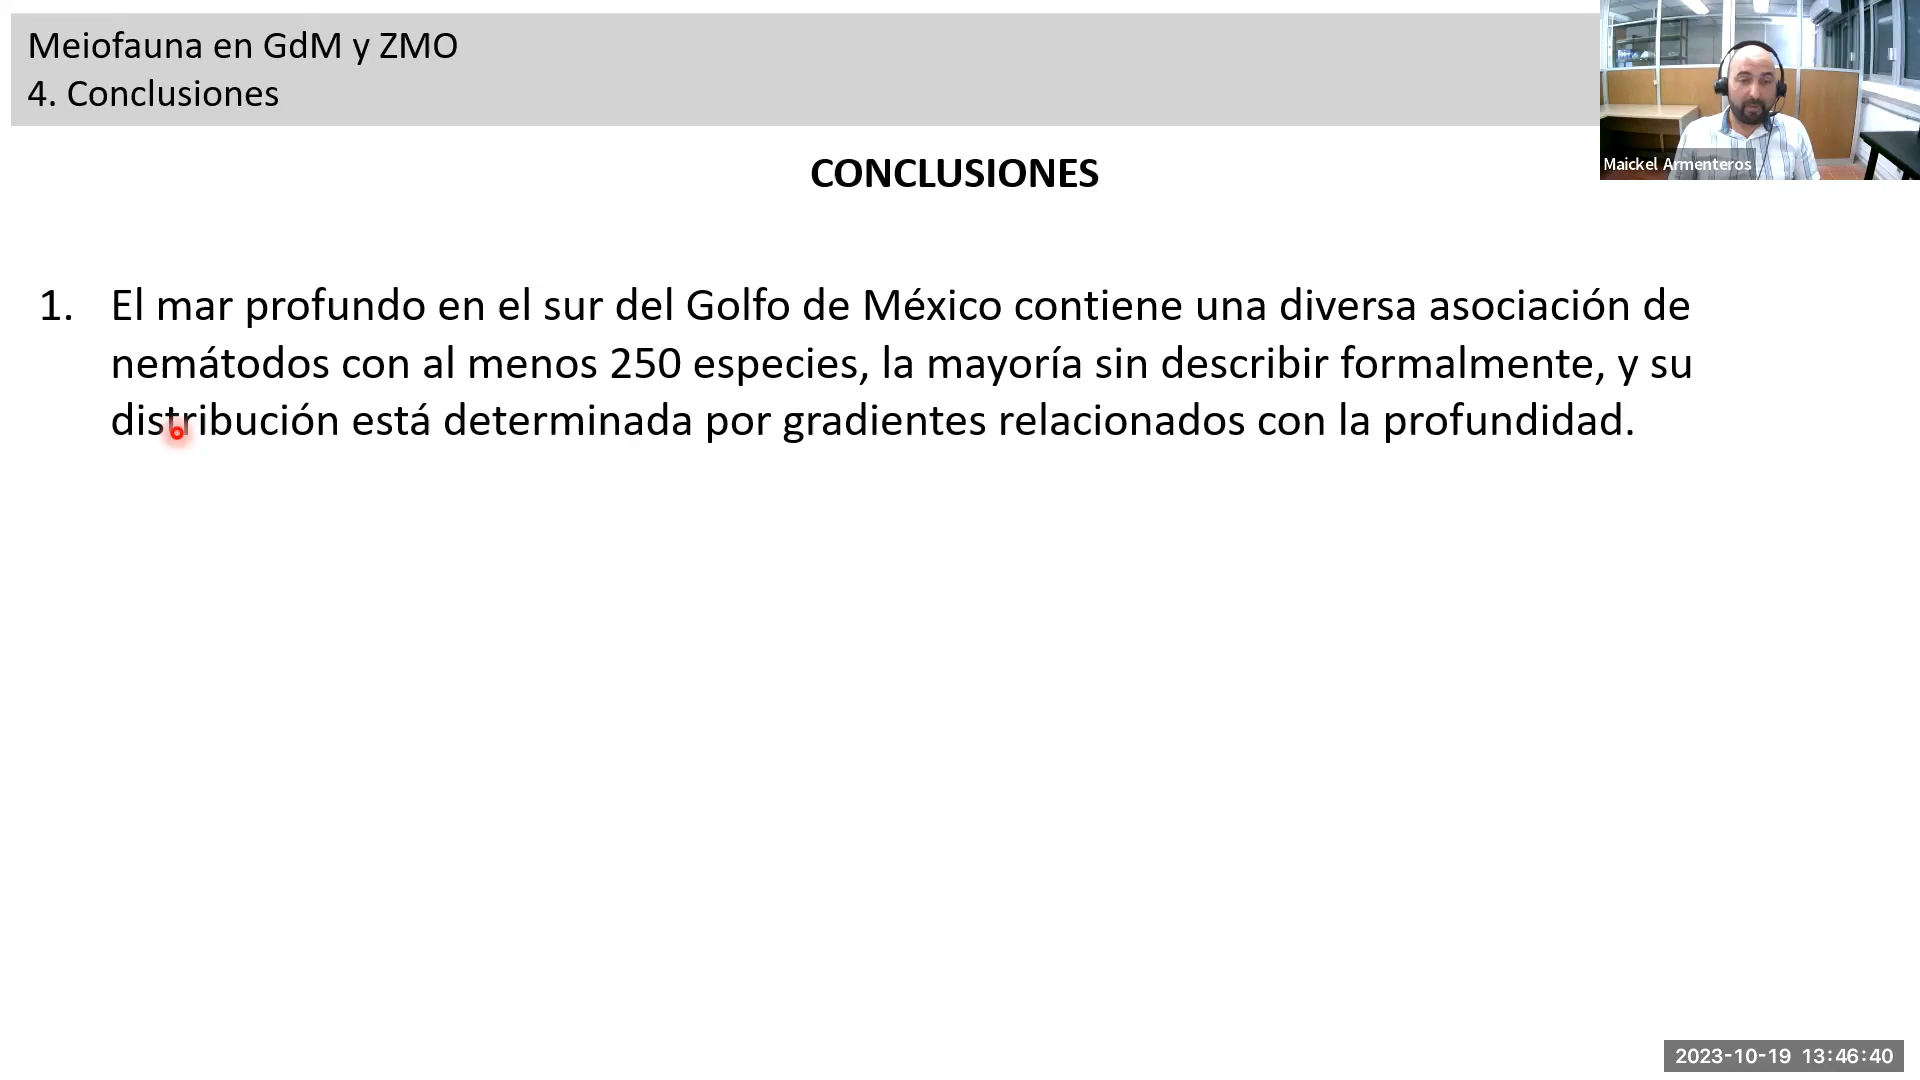 Meiofauna en GdM y ZMO
4. Conclusiones
Maickel Armenteros
CONCLUSIONES
1. El mar profundo en el sur del Golfo de México contiene una diversa asociación de
nemátodos con al menos 250 especies, la mayoría sin describir formalmente, y su
distribución está determinada por gradientes relacionados con la profundidad.
2023-10-19 13:46:40